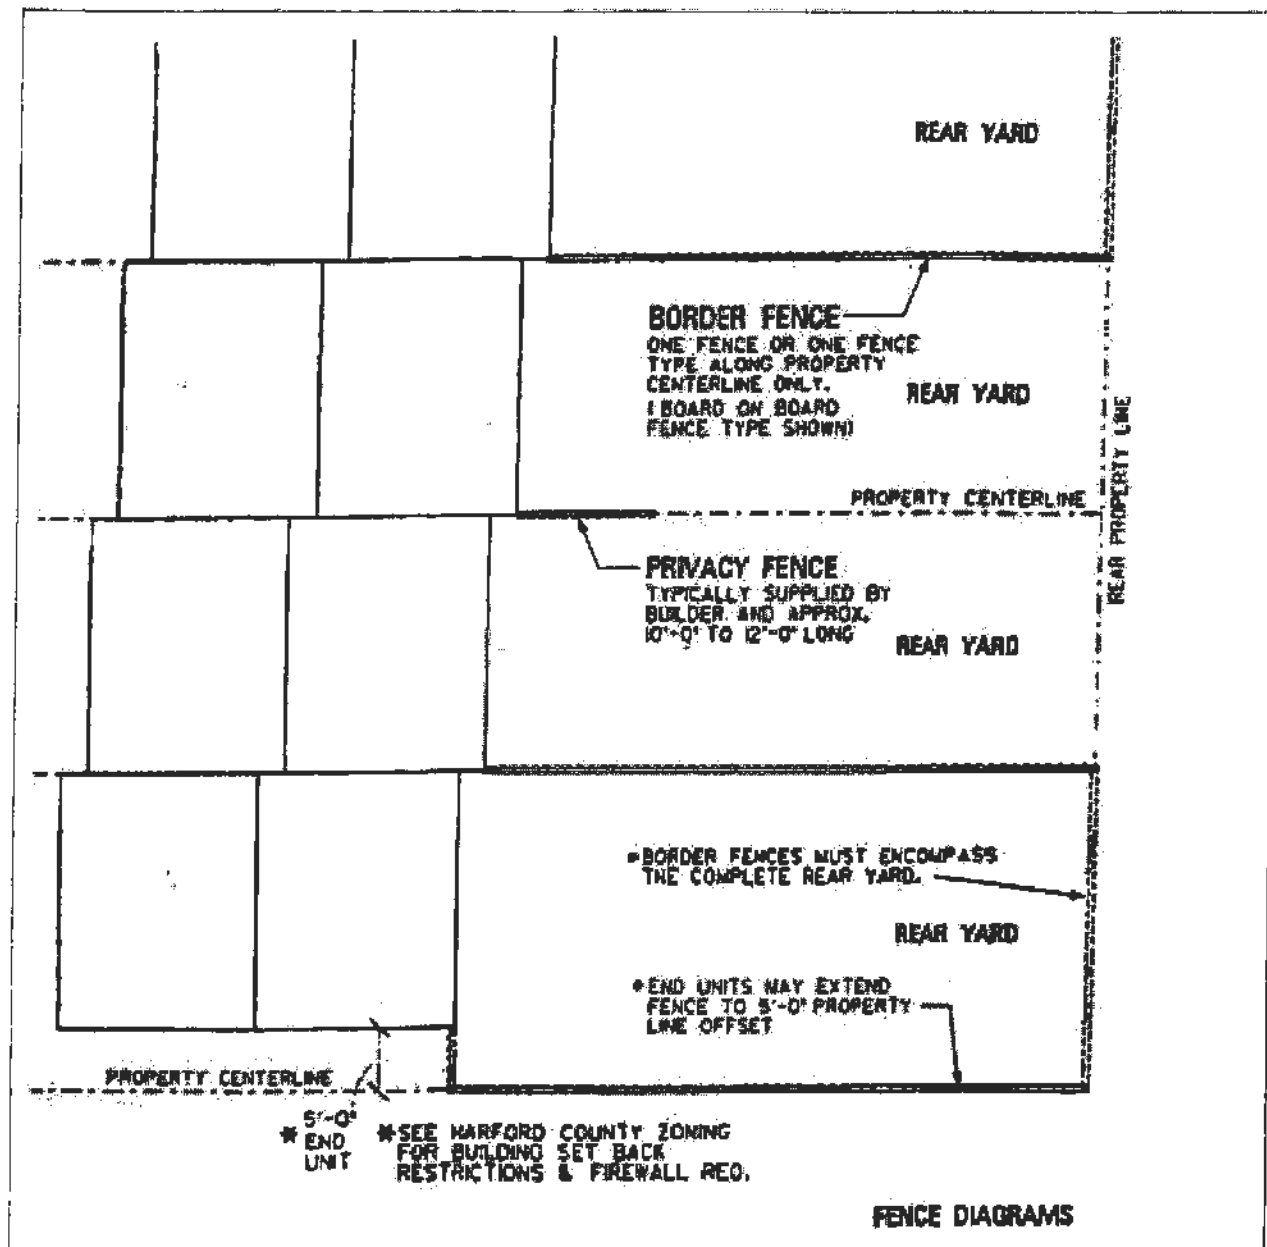 REAR YARD
BORDER FENCE
ONE FENCE OR ONE FENCE
TYPE ALONG PROPERTY
CENTERLINE ONLY.
(BOARD ON BOARD
FENCE TYPE SHOWN)
REAR YARD
REAR PROPERTY LINE
PROPERTY CENTERLINE
PRIVACY FENCE
TYPICALLY SUPPLIED BY
BUILDER AND APPROX.
10'-0" TO 12'-0" LONG
REAR YARD
*BORDER FENCES MUST ENCOMPASS
THE COMPLETE REAR YARD.
REAR YARD
*END UNITS MAY EXTEND
FENCE TO 5'-0" PROPERTY
LINE OFFSET
PROPERTY CENTERLINE
* 5'-0"
END
UNIT
*SEE HARFORD COUNTY ZONING
FOR BUILDING SET BACK
RESTRICTIONS & FIREWALL REQ.
FENCE DIAGRAMS